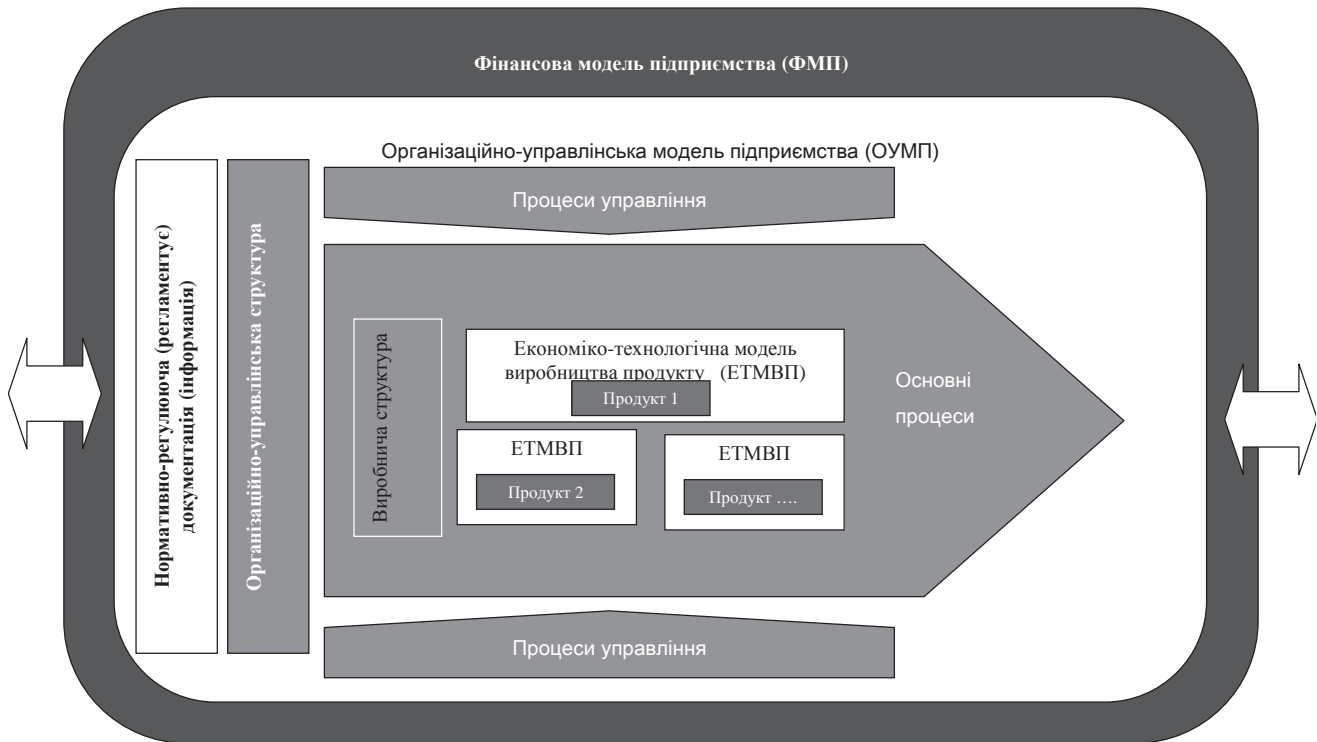 Фінансова модель підприємства (ФМП)
Організаційно-управлінська модель підприємства (ОУМП)
Процеси управління
Нормативно-регулююча (регламентує)
документація (інформація)
Організаційно-управлінська структура
Виробнича структура
Економіко-технологічна модель
виробництва продукту (ЕТМВП)
Продукт 1
ЕТМВП
Продукт 2
ЕТМВП
Продукт ….
Основні
процеси
Процеси управління